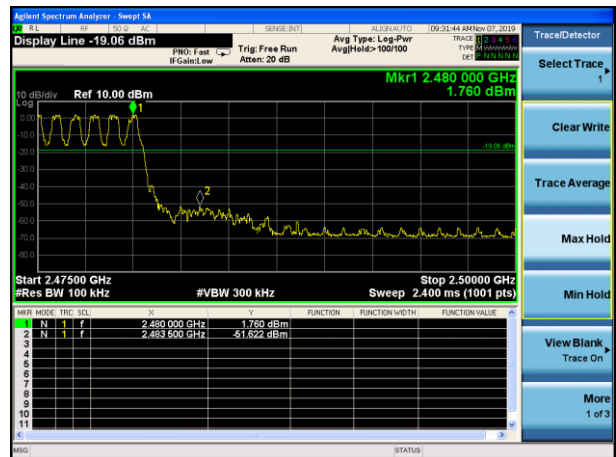 Agilent Spectrum Analyzer - Swept SA
RL RF 50 Ω AC SENSE:INT ALIGN AUTO 09:31:44 AM Nov 07, 2019
Display Line -19.06 dBm
PNO: Fast
IFGain:Low
Trig: Free Run
Atten: 20 dB
Avg Type: Log-Pwr
Avg|Hold:>100/100
TRACE 1 2 3 4 5 6
TYPE M
DET P N N N N N
Trace/Detector
Select Trace
1
Clear Write
Trace Average
Max Hold
Min Hold
View Blank
Trace On
More
1 of 3
Mkr1 2.480 000 GHz
1.760 dBm
10 dB/div
Log
Ref 10.00 dBm
1
0.00
-10.0
-19.06 dBm
-20.0
-30.0
-40.0
2
-50.0
-60.0
-70.0
-80.0
Start 2.47500 GHz
Stop 2.50000 GHz
#Res BW 100 kHz
#VBW 300 kHz
Sweep 2.400 ms (1001 pts)
MKR MODE TRC SCL X Y FUNCTION FUNCTION WIDTH FUNCTION VALUE
1 N 1 f 2.480 000 GHz 1.760 dBm
2 N 1 f 2.483 500 GHz -51.622 dBm
3
4
5
6
7
8
9
10
11
MSG
STATUS